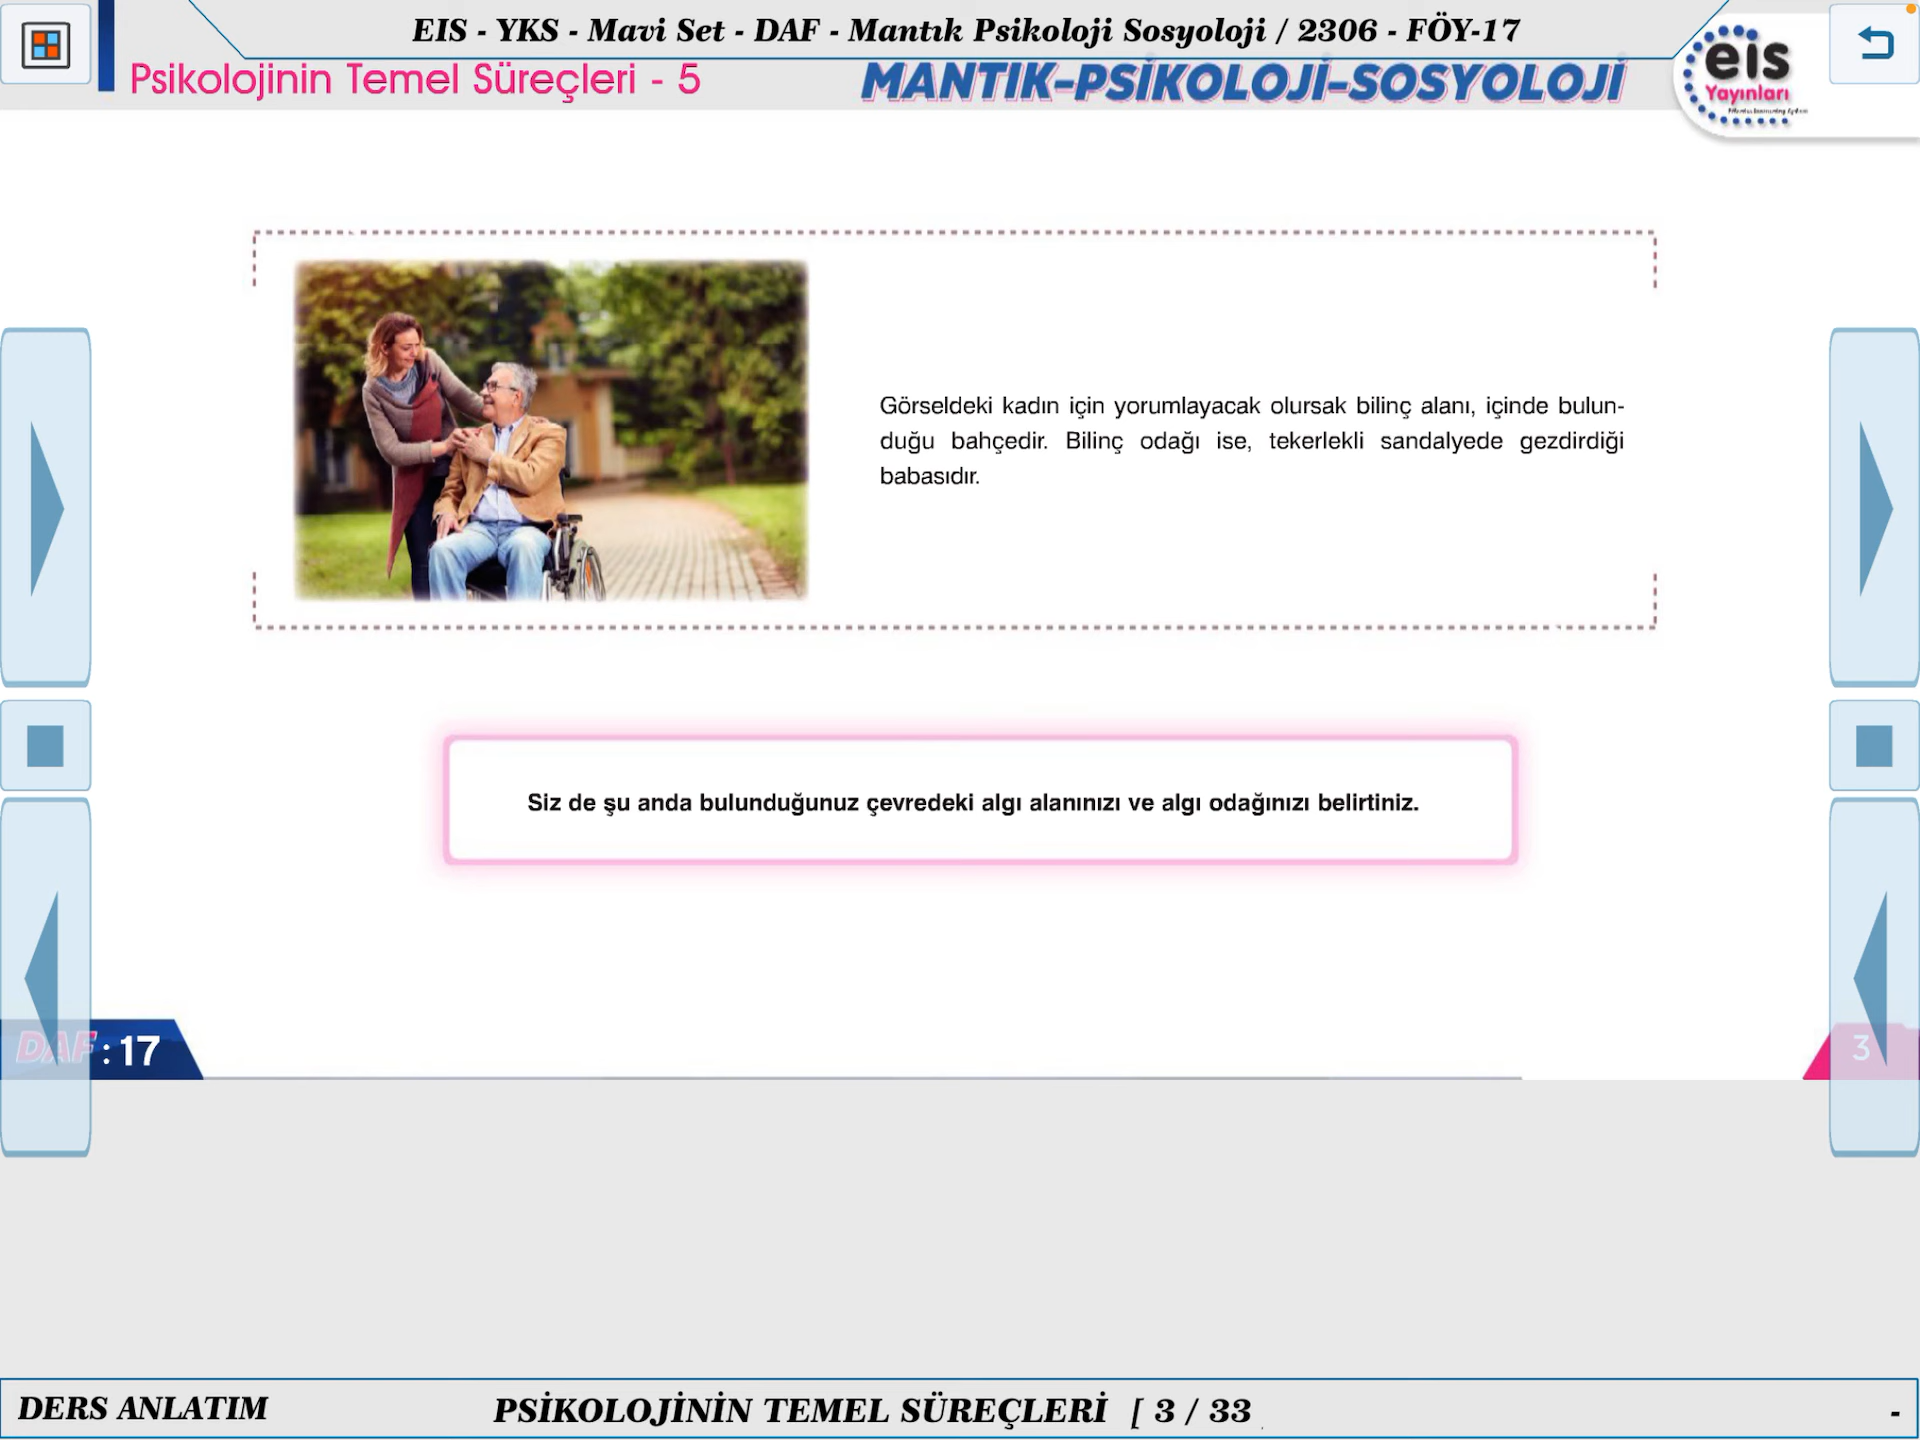 EIS - YKS - Mavi Set - DAF - Mantık Psikoloji Sosyoloji / 2306 - FÖY-17
Psikolojinin Temel Süreçleri - 5
MANTIK-PSİKOLOJİ-SOSYOLOJİ
eis
Yayınları
Görseldeki kadın için yorumlayacak olursak bilinç alanı, içinde bulun-
duğu bahçedir. Bilinç odağı ise, tekerlekli sandalyede gezdirdiği
babasıdır.
Siz de şu anda bulunduğunuz çevredeki algı alanınızı ve algı odağınızı belirtiniz.
DAF : 17
3
DERS ANLATIM
PSİKOLOJİNİN TEMEL SÜREÇLERİ [ 3 / 33
-